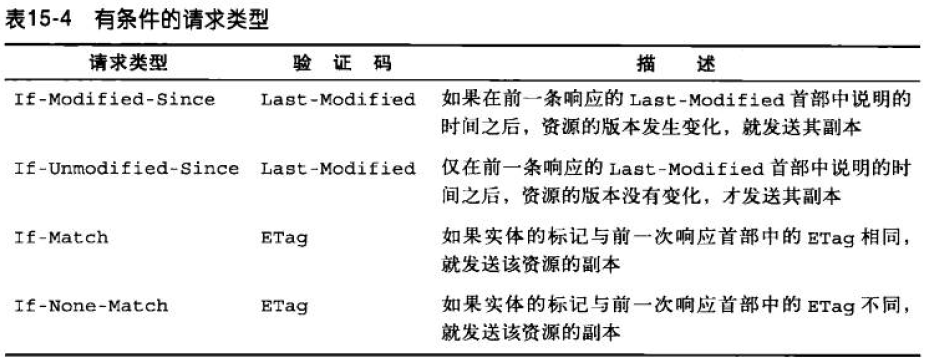 表15-4 有条件的请求类型
请求类型 验证码 描述
If-Modified-Since Last-Modified 如果在前一条响应的 Last-Modified 首部中说明的
时间之后，资源的版本发生变化，就发送其副本
If-Unmodified-Since Last-Modified 仅在前一条响应的 Last-Modified 首部中说明的时
间之后，资源的版本没有变化，才发送其副本
If-Match ETag 如果实体的标记与前一次响应首部中的 ETag 相同，
就发送该资源的副本
If-None-Match ETag 如果实体的标记与前一次响应首部中的 ETag 不同，
就发送该资源的副本